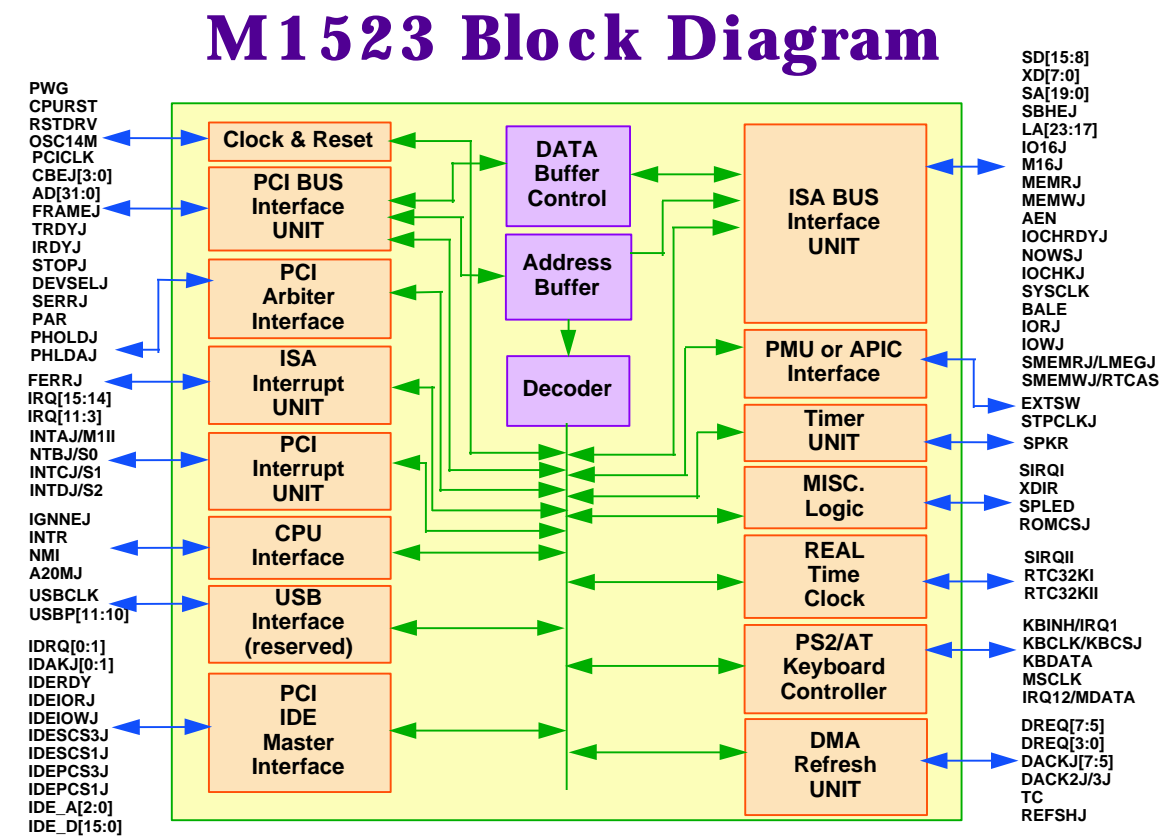 M1523 Block Diagram
PWG
CPURST
RSTDRV
OSC14M
PCICLK
CBEJ[3:0]
AD[31:0]
FRAMEJ
TRDYJ
IRDYJ
STOPJ
DEVSELJ
SERRJ
PAR
PHOLDJ
PHLDAJ
FERRJ
IRQ[15:14]
IRQ[11:3]
INTAJ/M1II
NTBJ/S0
INTCJ/S1
INTDJ/S2
IGNNEJ
INTR
NMI
A20MJ
USBCLK
USBP[11:10]
IDRQ[0:1]
IDAKJ[0:1]
IDERDY
IDEIORJ
IDEIOWJ
IDESCS3J
IDESCS1J
IDEPCS3J
IDEPCS1J
IDE_A[2:0]
IDE_D[15:0]
Clock & Reset
PCI BUS
Interface
UNIT
PCI
Arbiter
Interface
ISA
Interrupt
UNIT
PCI
Interrupt
UNIT
CPU
Interface
USB
Interface
(reserved)
PCI
IDE
Master
Interface
DATA
Buffer
Control
Address
Buffer
Decoder
ISA BUS
Interface
UNIT
PMU or APIC
Interface
Timer
UNIT
MISC.
Logic
REAL
Time
Clock
PS2/AT
Keyboard
Controller
DMA
Refresh
UNIT
SD[15:8]
XD[7:0]
SA[19:0]
SBHEJ
LA[23:17]
IO16J
M16J
MEMRJ
MEMWJ
AEN
IOCHRDYJ
NOWSJ
IOCHKJ
SYSCLK
BALE
IORJ
IOWJ
SMEMRJ/LMEGJ
SMEMWJ/RTCAS
EXTSW
STPCLKJ
SPKR
SIRQI
XDIR
SPLED
ROMCSJ
SIRQII
RTC32KI
RTC32KII
KBINH/IRQ1
KBCLK/KBCSJ
KBDATA
MSCLK
IRQ12/MDATA
DREQ[7:5]
DREQ[3:0]
DACKJ[7:5]
DACK2J/3J
TC
REFSHJ